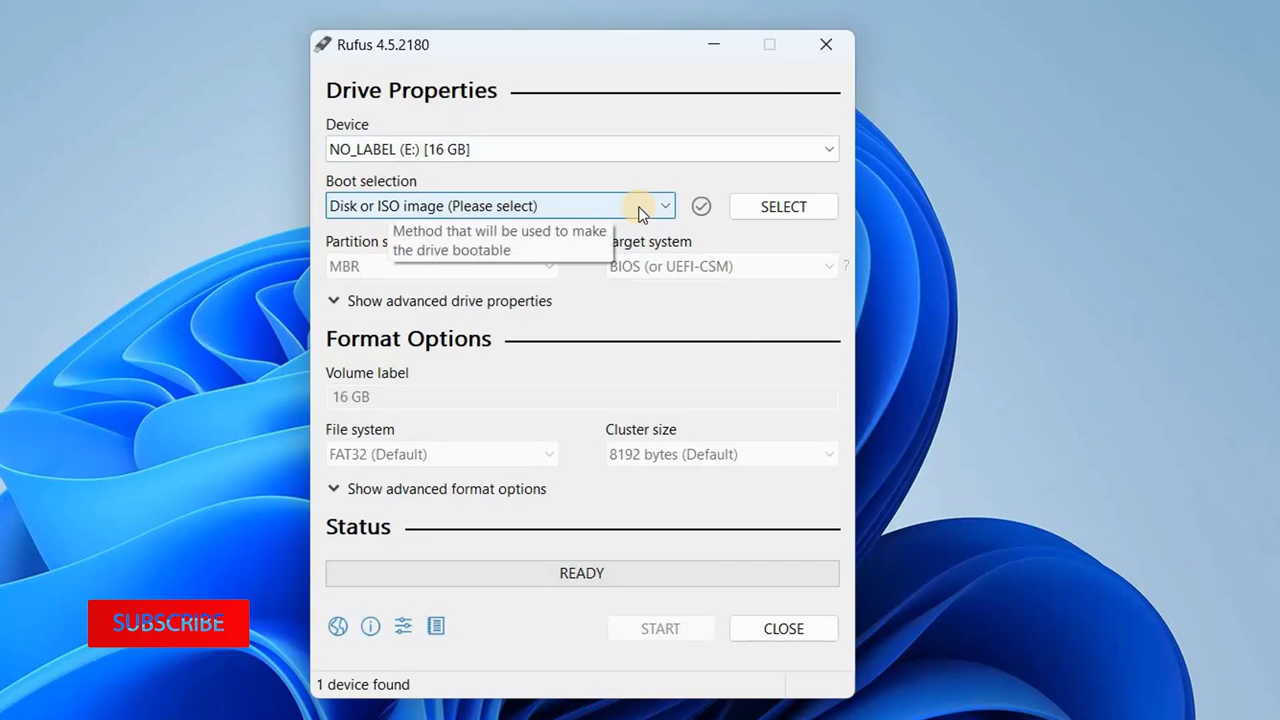 Rufus 4.5.2180
Drive Properties
Device
NO_LABEL (E:) [16 GB]
Boot selection
Disk or ISO image (Please select)
SELECT
Method that will be used to make
the drive bootable
Partition s
arget system
MBR
BIOS (or UEFI-CSM)
?
Show advanced drive properties
Format Options
Volume label
16 GB
File system
Cluster size
FAT32 (Default)
8192 bytes (Default)
Show advanced format options
Status
READY
SUBSCRIBE
START
CLOSE
1 device found